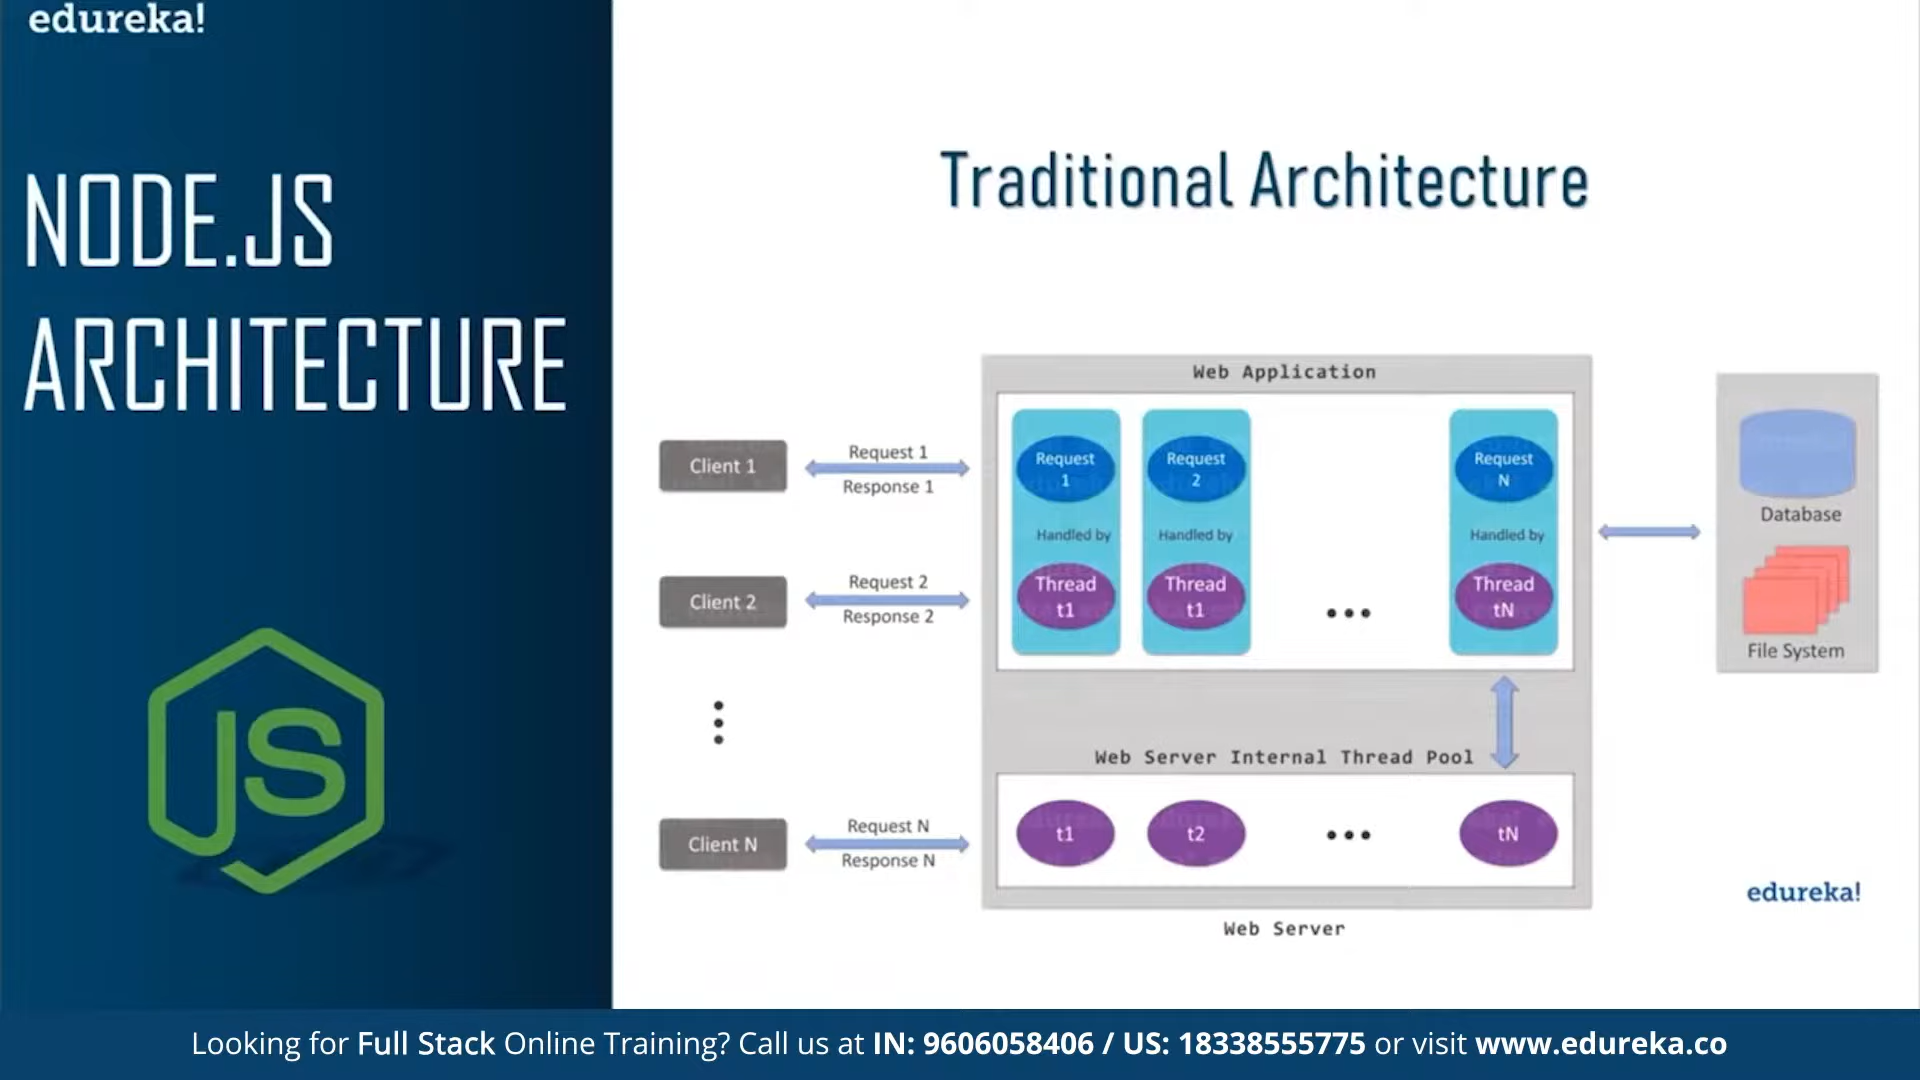 edureka!
NODE.JS
ARCHITECTURE
Traditional Architecture
Web Application
Client 1
Request 1
Response 1
Request
1
Handled by
Thread
t1
Request
2
Handled by
Thread
t1
Request
N
Handled by
Thread
tN
Database
File System
Client 2
Request 2
Response 2
Web Server Internal Thread Pool
Client N
Request N
Response N
t1
t2
tN
Web Server
edureka!
Looking for Full Stack Online Training? Call us at IN: 9606058406 / US: 18338555775 or visit www.edureka.co
JS